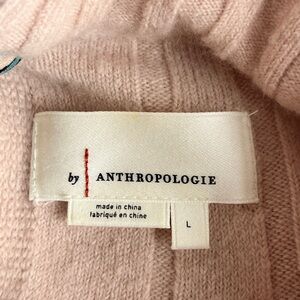 by ANTHROPOLOGIE
made in china
fabriqué en chine
L